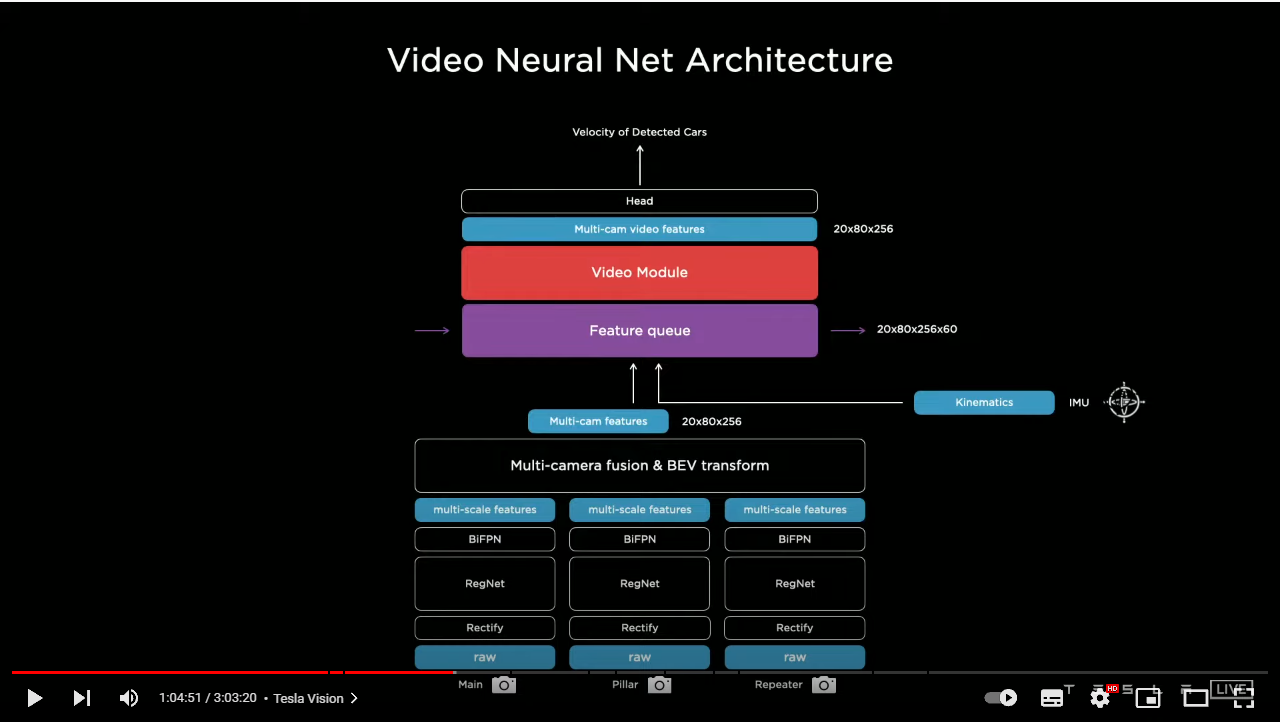 Video Neural Net Architecture
Velocity of Detected Cars
Head
Multi-cam video features 20x80x256
Video Module
Feature queue 20x80x256x60
Kinematics IMU
Multi-cam features 20x80x256
Multi-camera fusion & BEV transform
multi-scale features multi-scale features multi-scale features
BiFPN BiFPN BiFPN
RegNet RegNet RegNet
Rectify Rectify Rectify
raw raw raw
Main Pillar Repeater
1:04:51 / 3:03:20 • Tesla Vision HD T E S L A LIVE